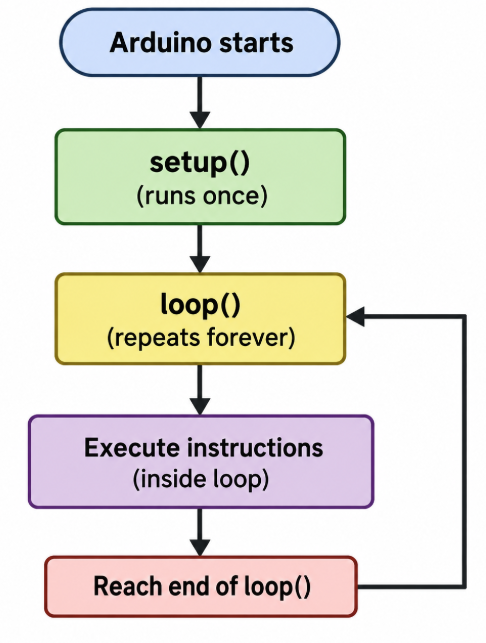 Arduino starts
setup()
(runs once)
loop()
(repeats forever)
Execute instructions
(inside loop)
Reach end of loop()